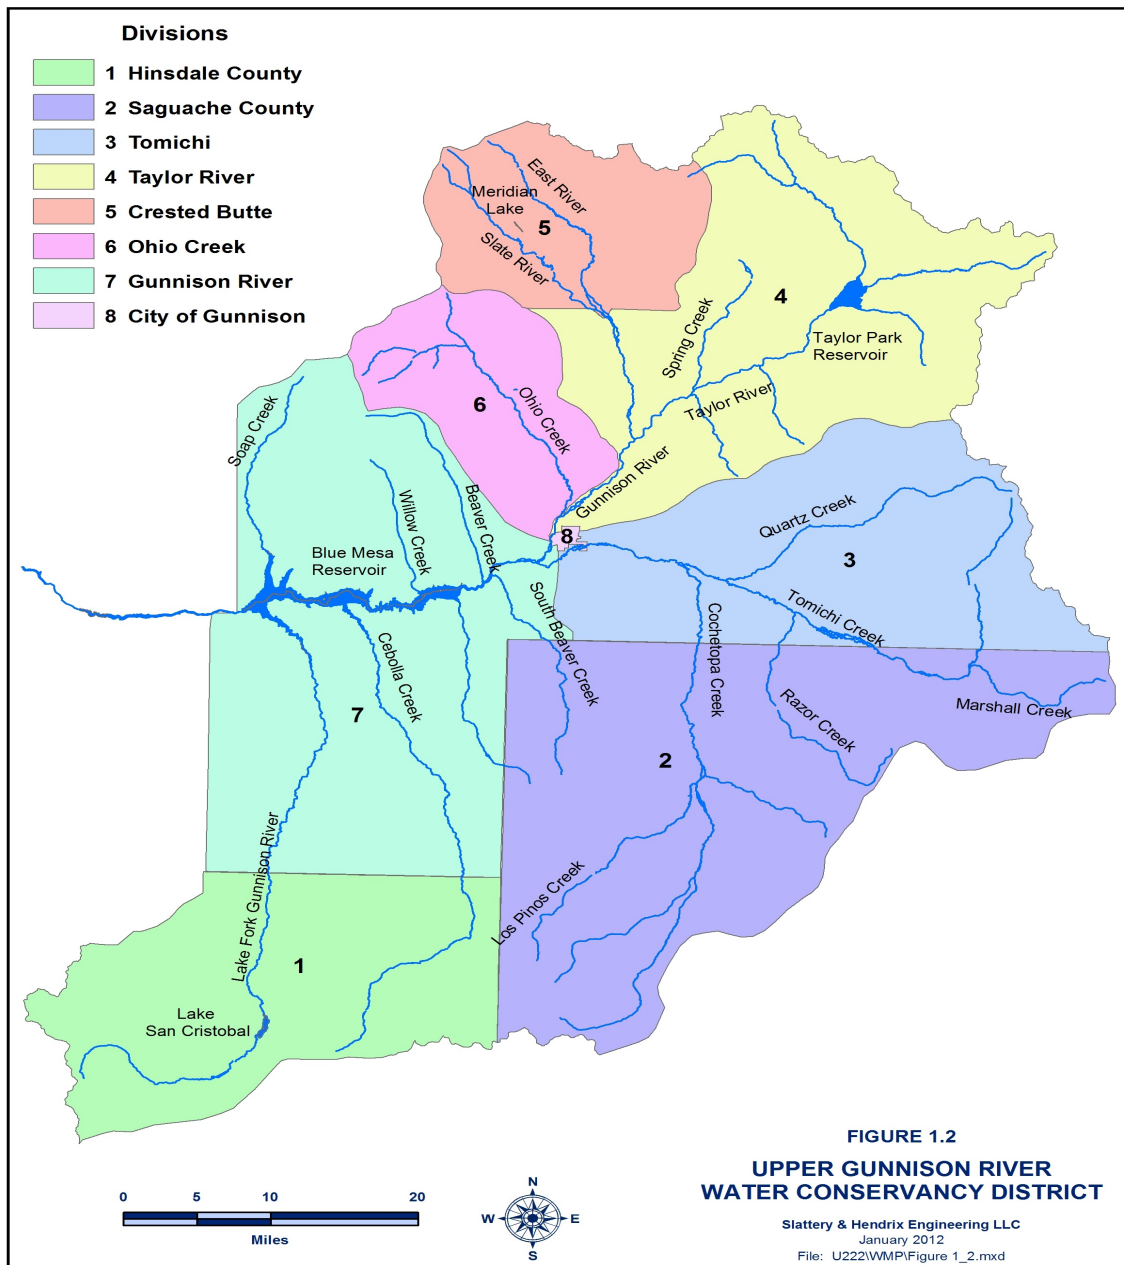 Divisions
1 Hinsdale County
2 Saguache County
3 Tomichi
4 Taylor River
5 Crested Butte
6 Ohio Creek
7 Gunnison River
8 City of Gunnison
East River
Meridian
Lake
5
Slate River
4
Spring Creek
Taylor Park
Reservoir
Taylor River
6
Ohio Creek
Soap Creek
Gunnison River
Willow Creek
Beaver Creek
Quartz Creek
8
3
Blue Mesa
Reservoir
South Beaver Creek
Cochetopa Creek
Tomichi Creek
Cebolla Creek
7
Razor Creek
Marshall Creek
2
Lake Fork Gunnison River
Los Pinos Creek
1
Lake
San Cristobal
FIGURE 1.2
UPPER GUNNISON RIVER
WATER CONSERVANCY DISTRICT
Slattery & Hendrix Engineering LLC
January 2012
File: U222\WMP\Figure 1_2.mxd
0 5 10 20
Miles
N
W E
S